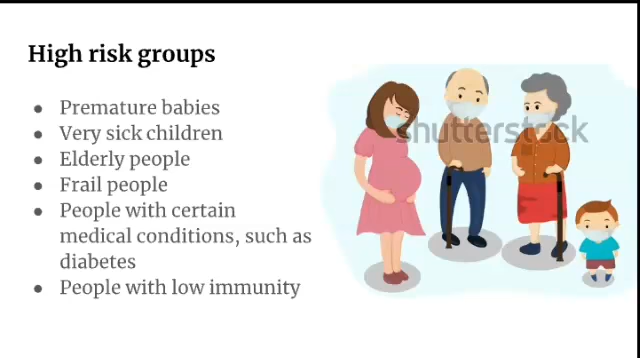 High risk groups
● Premature babies
● Very sick children
● Elderly people
● Frail people
● People with certain
medical conditions, such as
diabetes
● People with low immunity
shutterstock